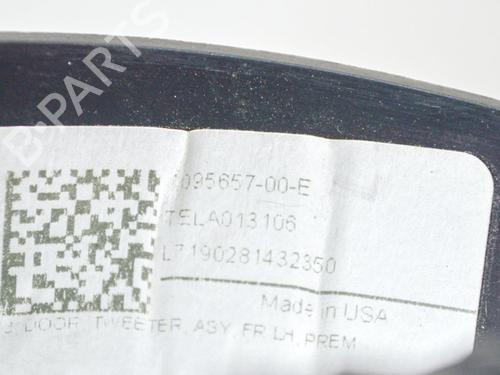 B-PARTS
095657-00-E
TELA013106
L7190281432350
Made in USA
DOOR, TWEETER, ASY, FR LH, PREM